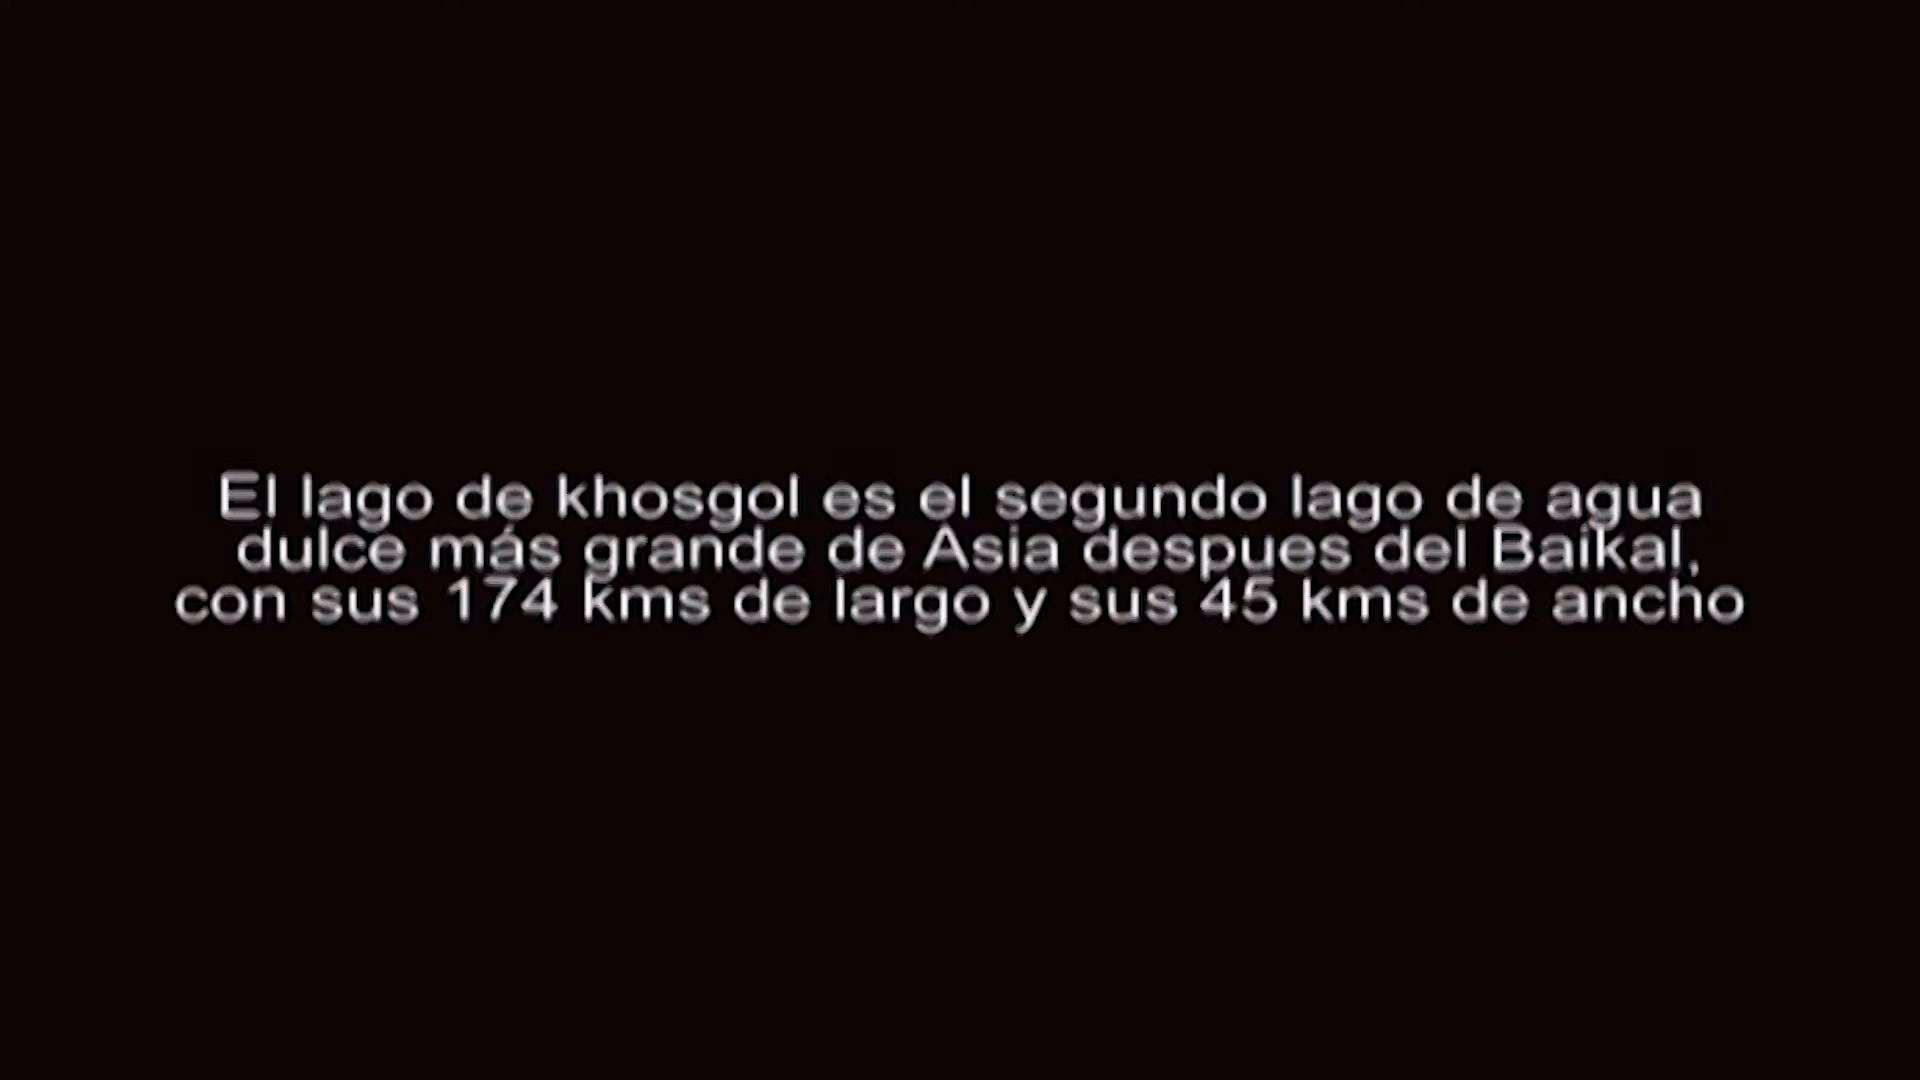 El lago de khosgol es el segundo lago de agua
dulce más grande de Asia despues del Baikal,
con sus 174 kms de largo y sus 45 kms de ancho